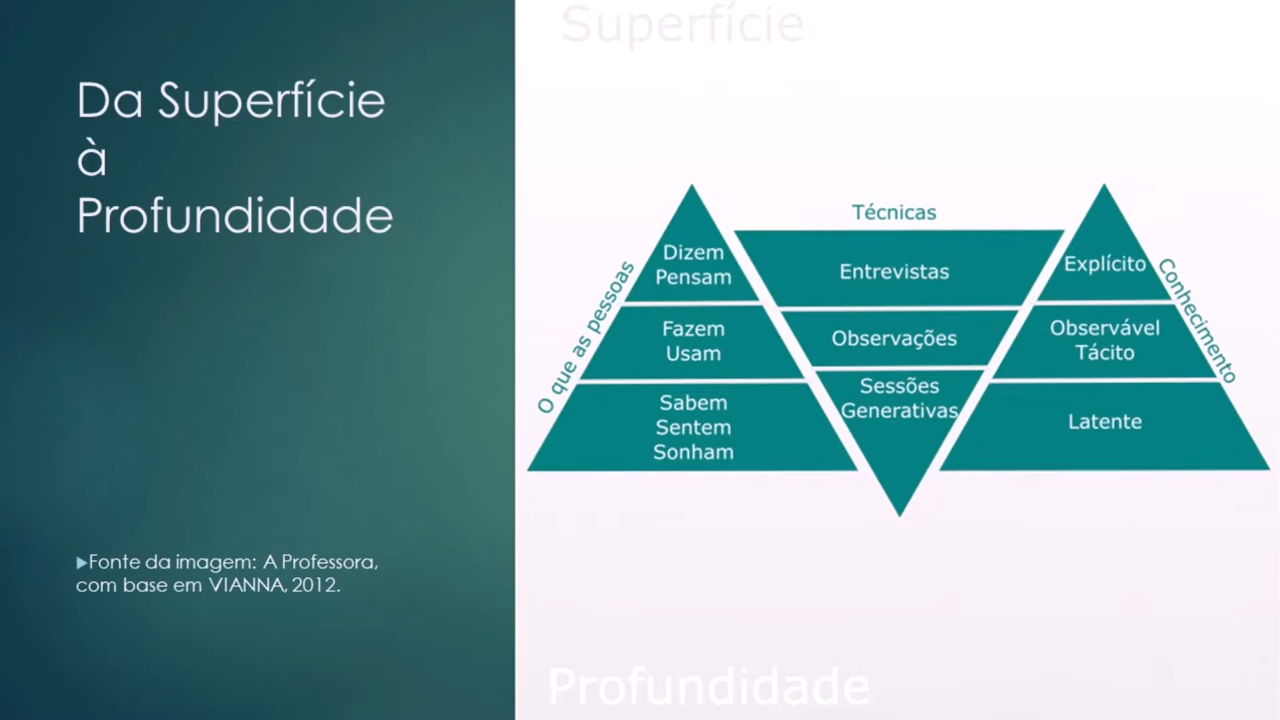 Da Superfície
à
Profundidade
▶Fonte da imagem: A Professora,
com base em VIANNA, 2012.
Superfície
O que as pessoas
Dizem
Pensam
Fazem
Usam
Sabem
Sentem
Sonham
Técnicas
Entrevistas
Observações
Sessões
Generativas
Explícito
Observável
Tácito
Latente
Conhecimento
Profundidade